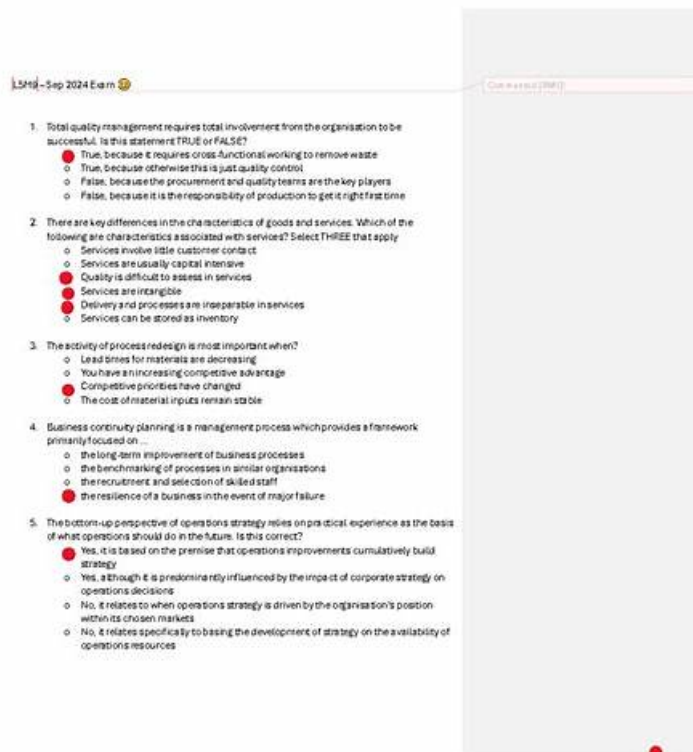 L5M9 – Sep 2024 Exam
1. Total quality management requires total involvement from the organisation to be
successful. Is this statement TRUE or FALSE?
True, because it requires cross-functional working to remove waste
o True, because otherwise this is just quality control
o False, because the procurement and quality teams are the key players
o False, because it is the responsibility of production to get it right first time
2. There are key differences in the characteristics of goods and services. Which of the
following are characteristics associated with services? Select THREE that apply
o Services involve little customer contact
o Services are usually capital intensive
Quality is difficult to assess in services
Services are intangible
Delivery and processes are inseparable in services
o Services can be stored as inventory
3. The activity of process redesign is most important when?
o Lead times for materials are decreasing
o You have an increasing competitive advantage
Competitive priorities have changed
o The cost of material inputs remain stable
4. Business continuity planning is a management process which provides a framework
primarily focused on ...
o the long-term improvement of business processes
o the benchmarking of processes in similar organisations
o the recruitment and selection of skilled staff
the resilience of a business in the event of major failure
5. The bottom-up perspective of operations strategy relies on practical experience as the basis
of what operations should do in the future. Is this correct?
Yes, it is based on the premise that operations improvements cumulatively build
strategy
o Yes, although it is predominantly influenced by the impact of corporate strategy on
operations decisions
o No, it relates to when operations strategy is driven by the organisation's position
within its chosen markets
o No, it relates specifically to basing the development of strategy on the availability of
operations resources